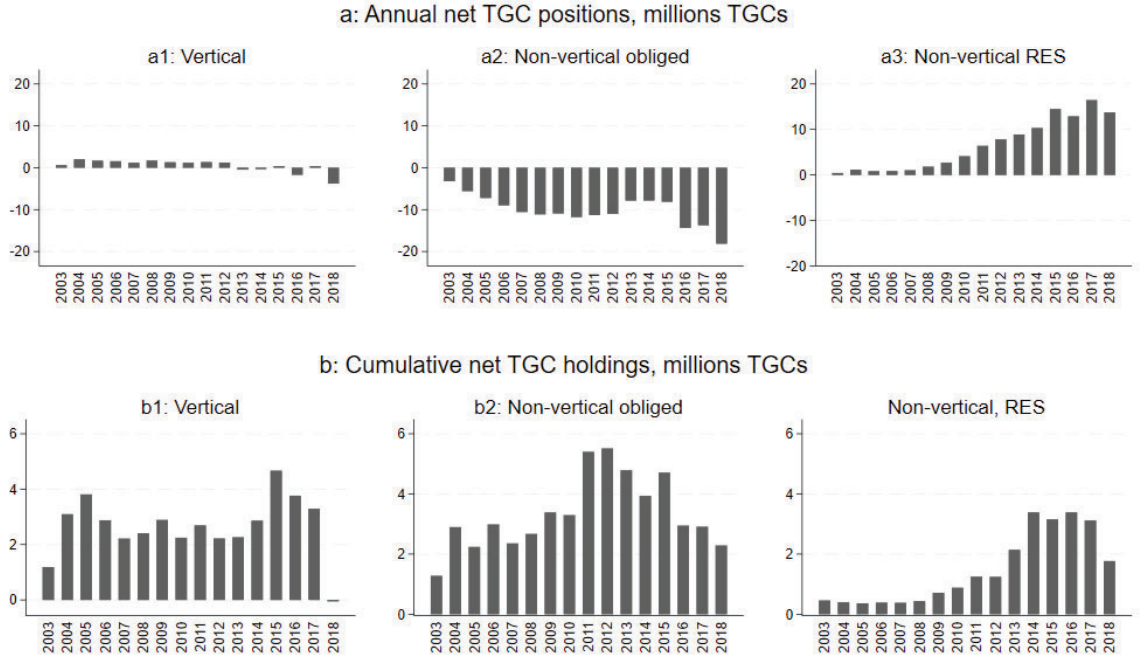 a: Annual net TGC positions, millions TGCs
a1: Vertical
a2: Non-vertical obliged
a3: Non-vertical RES
20
10
0
-10
-20
2003 2004 2005 2006 2007 2008 2009 2010 2011 2012 2013 2014 2015 2016 2017 2018
20
10
0
-10
-20
2003 2004 2005 2006 2007 2008 2009 2010 2011 2012 2013 2014 2015 2016 2017 2018
20
10
0
-10
-20
2003 2004 2005 2006 2007 2008 2009 2010 2011 2012 2013 2014 2015 2016 2017 2018
b: Cumulative net TGC holdings, millions TGCs
b1: Vertical
b2: Non-vertical obliged
Non-vertical, RES
6
4
2
0
2003 2004 2005 2006 2007 2008 2009 2010 2011 2012 2013 2014 2015 2016 2017 2018
6
4
2
0
2003 2004 2005 2006 2007 2008 2009 2010 2011 2012 2013 2014 2015 2016 2017 2018
6
4
2
0
2003 2004 2005 2006 2007 2008 2009 2010 2011 2012 2013 2014 2015 2016 2017 2018